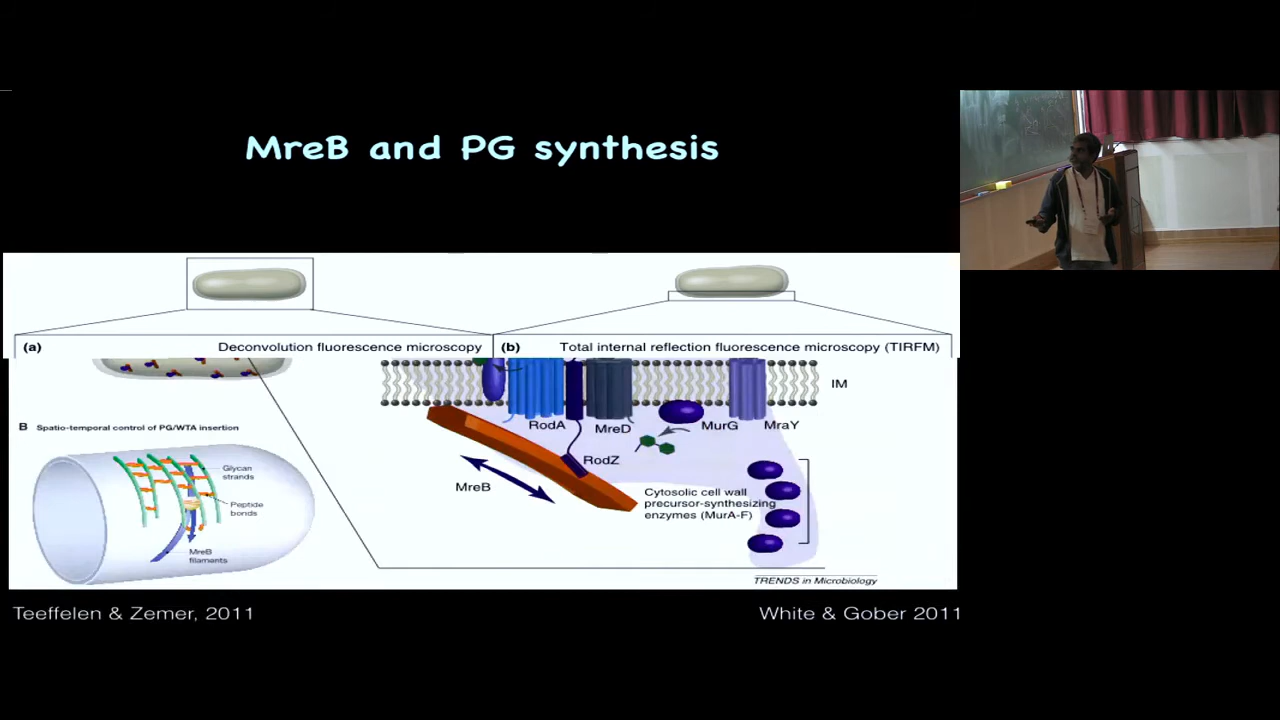 MreB and PG synthesis
(a) Deconvolution fluorescence microscopy
(b) Total internal reflection fluorescence microscopy (TIRFM)
IM
RodA
MreD
MurG
MraY
RodZ
MreB
Cytosolic cell wall
precursor-synthesizing
enzymes (MurA-F)
B Spatio-temporal control of PG/WTA insertion
Glycan
strands
Peptide
bonds
MreB
filaments
TRENDS in Microbiology
Teeffelen & Zemer, 2011
White & Gober 2011